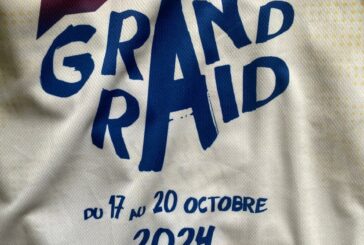 GRAND
RAID
DU 17 AU 20 OCTOBRE
2024